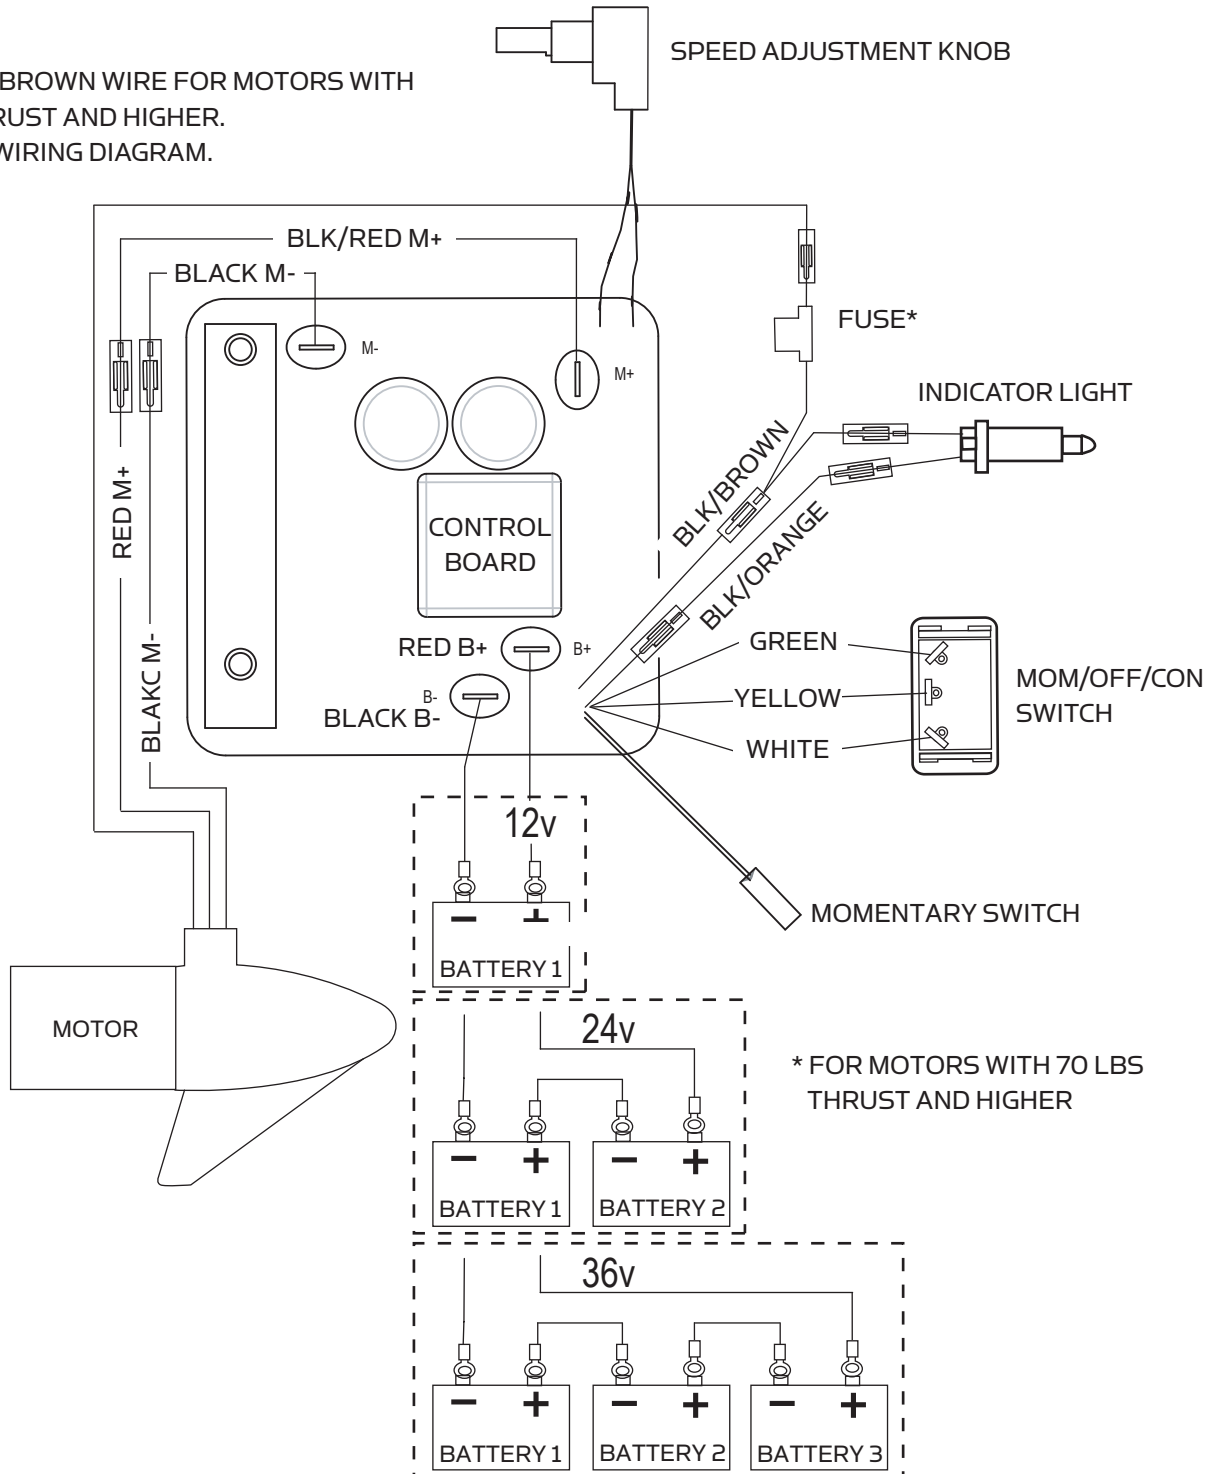 SPEED ADJUSTMENT KNOB
BROWN WIRE FOR MOTORS WITH
RUST AND HIGHER.
WIRING DIAGRAM.
BLK/RED M+
BLACK M-
FUSE*
M-
M+
INDICATOR LIGHT
RED M+
BLAKC M-
BLK/BROWN
BLK/ORANGE
CONTROL
BOARD
RED B+
B+
B-
BLACK B-
GREEN
YELLOW
WHITE
MOM/OFF/CON
SWITCH
12v
- +
BATTERY 1
MOMENTARY SWITCH
MOTOR
24v
* FOR MOTORS WITH 70 LBS
THRUST AND HIGHER
- + - +
BATTERY 1
BATTERY 2
36v
- + - + - +
BATTERY 1
BATTERY 2
BATTERY 3